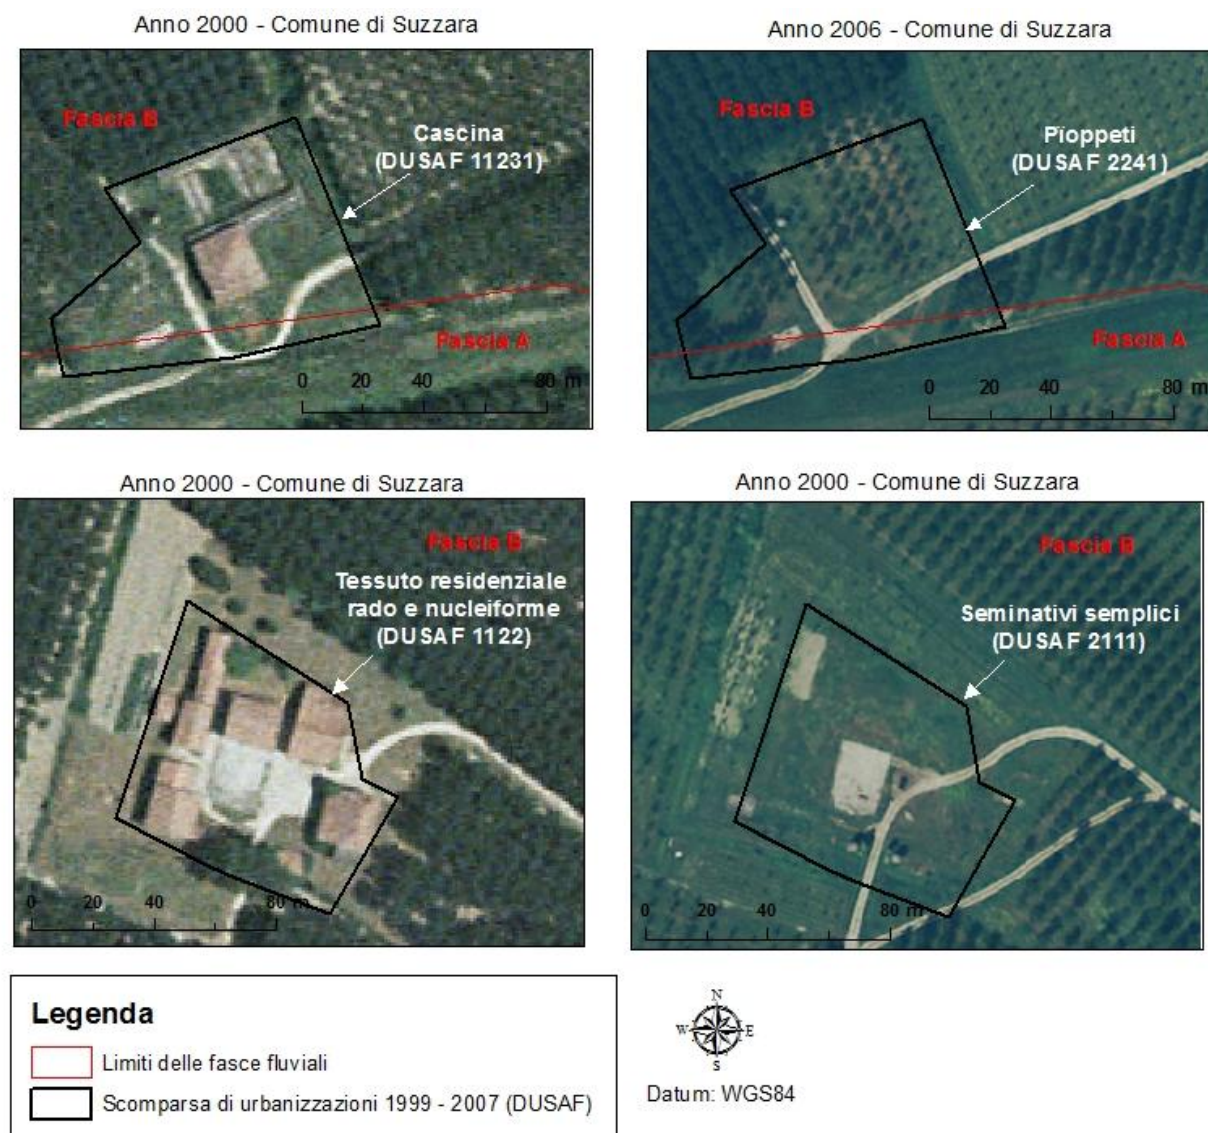 Anno 2000 - Comune di Suzzara
Anno 2006 - Comune di Suzzara
Fascia B
Cascina
(DUSAF 11231)
Fascia A
0 20 40 80 m
Fascia B
Pioppeti
(DUSAF 2241)
Fascia A
0 20 40 80 m
Anno 2000 - Comune di Suzzara
Anno 2000 - Comune di Suzzara
Fascia B
Tessuto residenziale
rado e nucleiforme
(DUSAF 1122)
0 20 40 80 m
Fascia B
Seminativi semplici
(DUSAF 2111)
0 20 40 80 m
Legenda
Limiti delle fasce fluviali
Scomparsa di urbanizzazioni 1999 - 2007 (DUSAF)
N
W E
S
Datum: WGS84